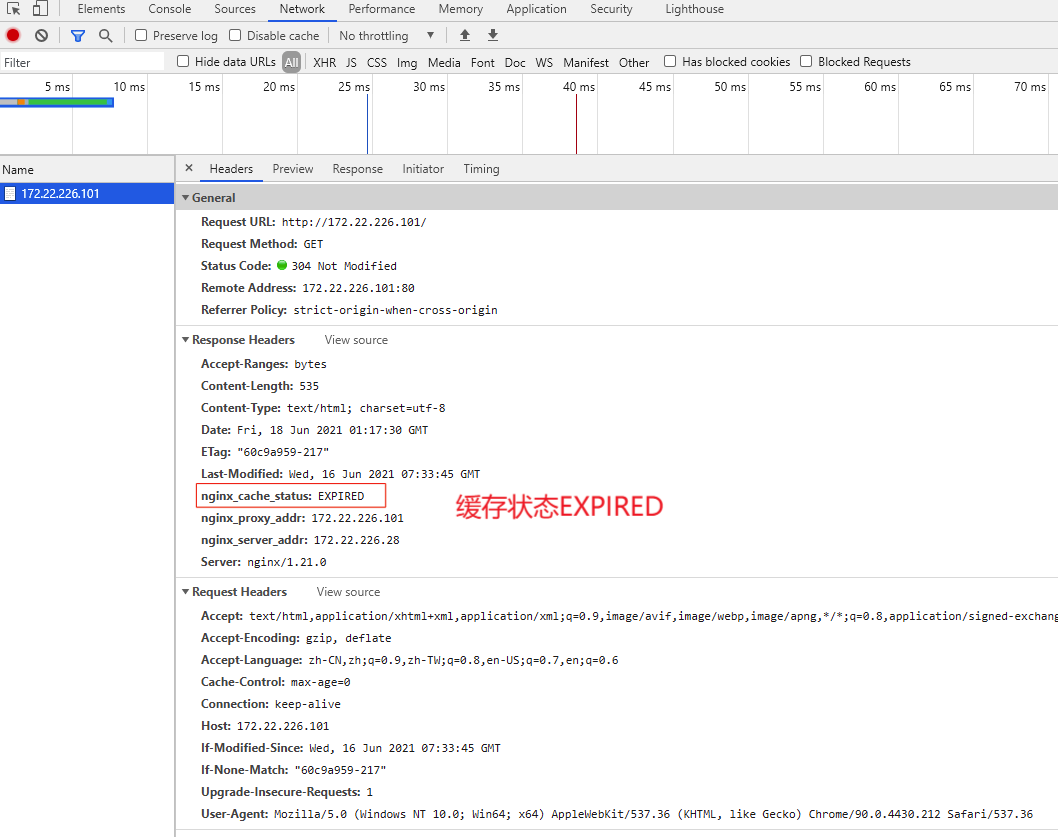 Elements Console Sources Network Performance Memory Application Security Lighthouse
Preserve log Disable cache No throttling
Filter Hide data URLs All XHR JS CSS Img Media Font Doc WS Manifest Other Has blocked cookies Blocked Requests
5 ms 10 ms 15 ms 20 ms 25 ms 30 ms 35 ms 40 ms 45 ms 50 ms 55 ms 60 ms 65 ms 70 ms
Name
172.22.226.101
× Headers Preview Response Initiator Timing
General
Request URL: http://172.22.226.101/
Request Method: GET
Status Code: 304 Not Modified
Remote Address: 172.22.226.101:80
Referrer Policy: strict-origin-when-cross-origin
Response Headers View source
Accept-Ranges: bytes
Content-Length: 535
Content-Type: text/html; charset=utf-8
Date: Fri, 18 Jun 2021 01:17:30 GMT
ETag: "60c9a959-217"
Last-Modified: Wed, 16 Jun 2021 07:33:45 GMT
nginx_cache_status: EXPIRED
缓存状态EXPIRED
nginx_proxy_addr: 172.22.226.101
nginx_server_addr: 172.22.226.28
Server: nginx/1.21.0
Request Headers View source
Accept: text/html,application/xhtml+xml,application/xml;q=0.9,image/avif,image/webp,image/apng,*/*;q=0.8,application/signed-exchang
Accept-Encoding: gzip, deflate
Accept-Language: zh-CN,zh;q=0.9,zh-TW;q=0.8,en-US;q=0.7,en;q=0.6
Cache-Control: max-age=0
Connection: keep-alive
Host: 172.22.226.101
If-Modified-Since: Wed, 16 Jun 2021 07:33:45 GMT
If-None-Match: "60c9a959-217"
Upgrade-Insecure-Requests: 1
User-Agent: Mozilla/5.0 (Windows NT 10.0; Win64; x64) AppleWebKit/537.36 (KHTML, like Gecko) Chrome/90.0.4430.212 Safari/537.36